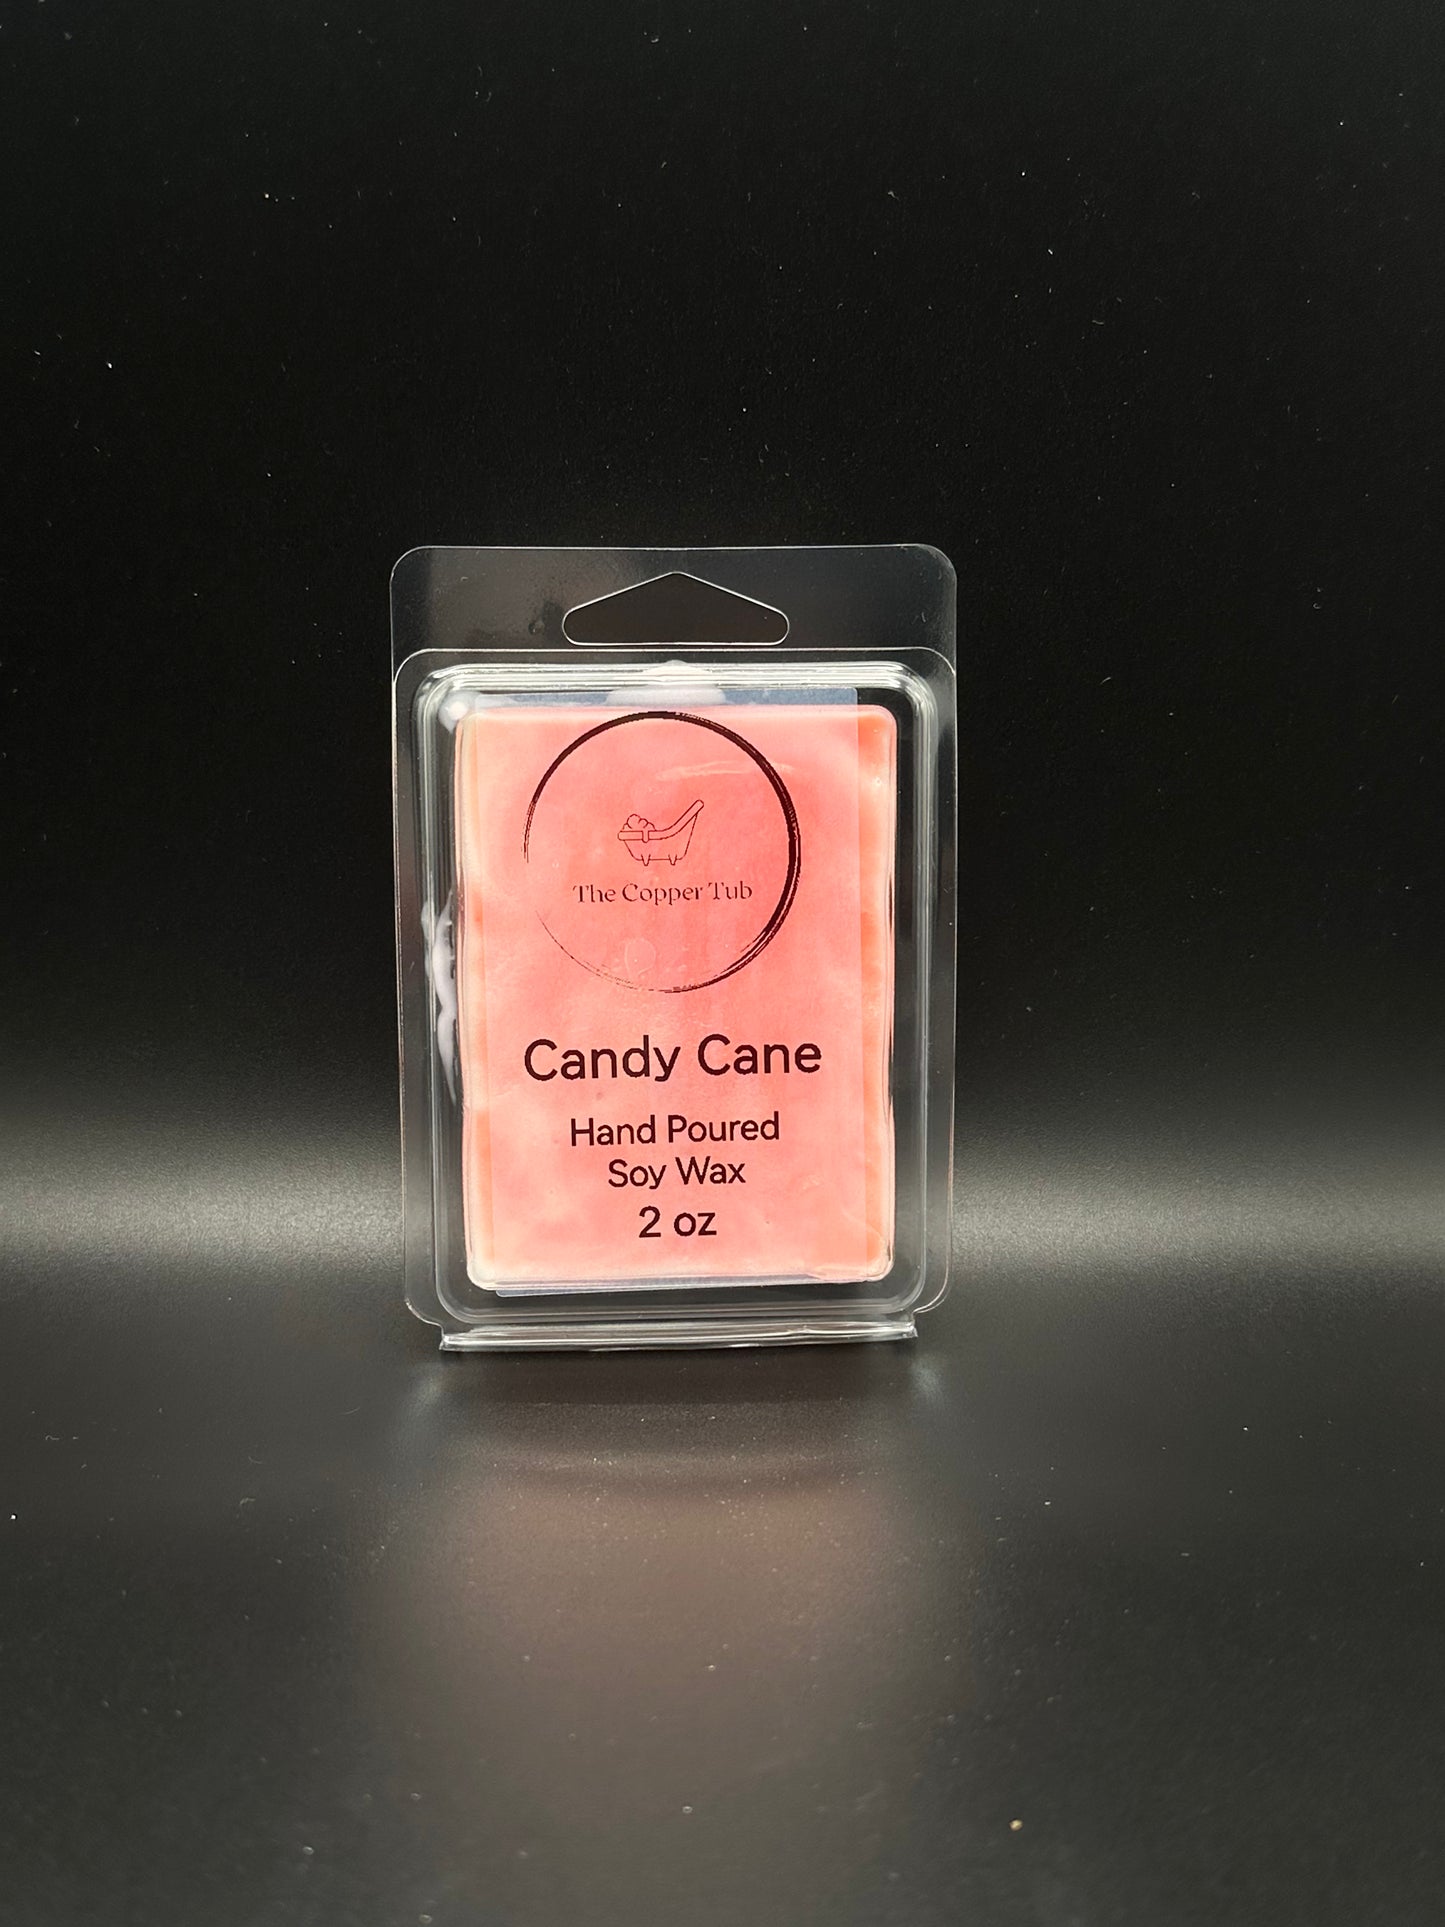 The Copper Tub
Candy Cane
Hand Poured
Soy Wax
2 oz